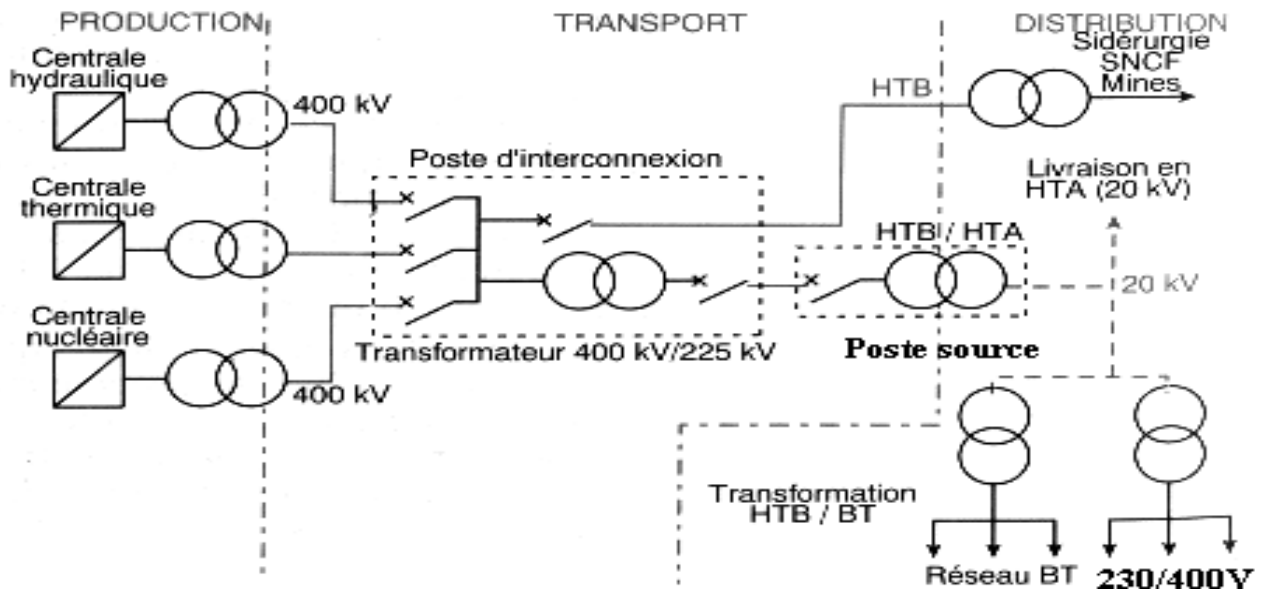 PRODUCTION
TRANSPORT
DISTRIBUTION
Centrale
hydraulique
400 kV
HTB
Sidérurgie
SNCF
Mines
Poste d'interconnexion
Livraison en
HTA (20 kV)
Centrale
thermique
HTB / HTA
20 kV
Centrale
nucléaire
400 kV
Transformateur 400 kV/225 kV
Poste source
Transformation
HTB / BT
Réseau BT
230/400V